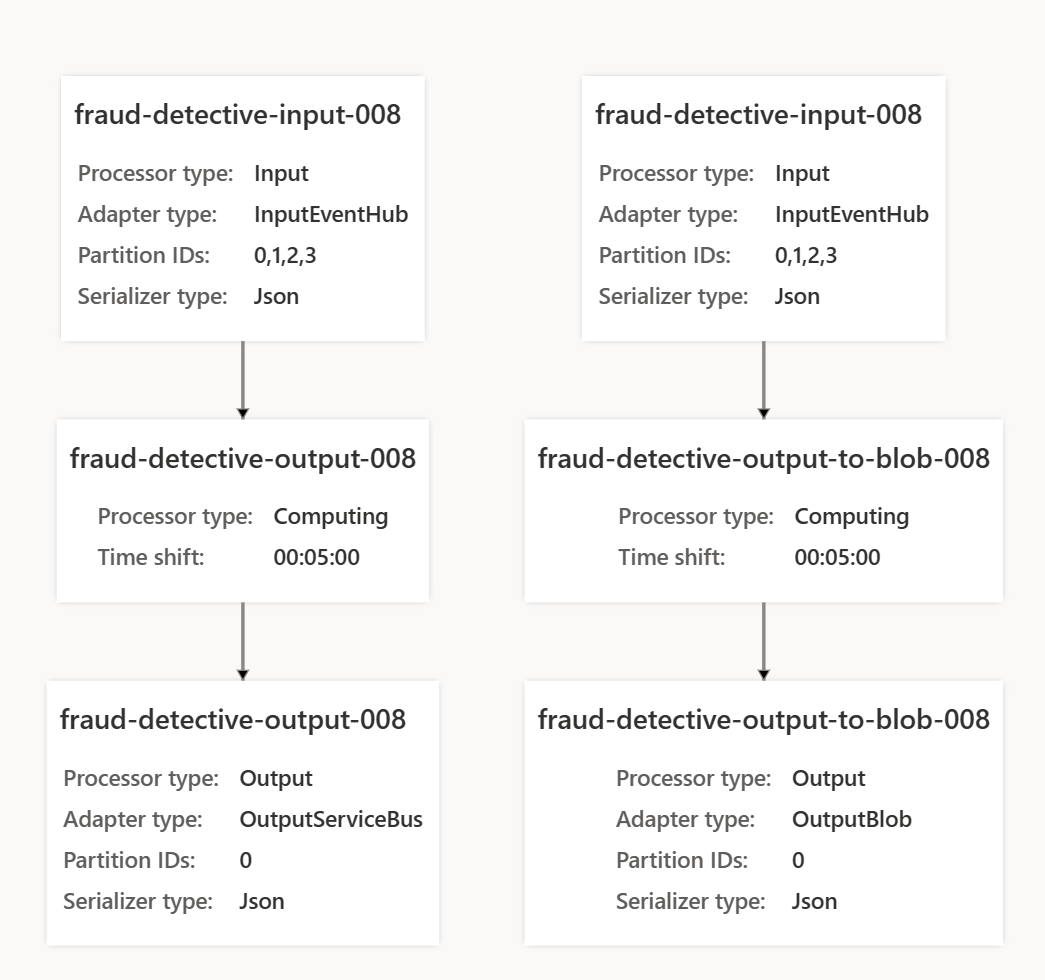 fraud-detective-input-008
Processor type: Input
Adapter type: InputEventHub
Partition IDs: 0,1,2,3
Serializer type: Json
fraud-detective-output-008
Processor type: Computing
Time shift: 00:05:00
fraud-detective-output-008
Processor type: Output
Adapter type: OutputServiceBus
Partition IDs: 0
Serializer type: Json
fraud-detective-input-008
Processor type: Input
Adapter type: InputEventHub
Partition IDs: 0,1,2,3
Serializer type: Json
fraud-detective-output-to-blob-008
Processor type: Computing
Time shift: 00:05:00
fraud-detective-output-to-blob-008
Processor type: Output
Adapter type: OutputBlob
Partition IDs: 0
Serializer type: Json